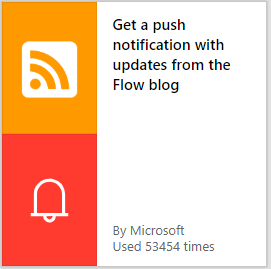 Get a push
notification with
updates from the
Flow blog
By Microsoft
Used 53454 times